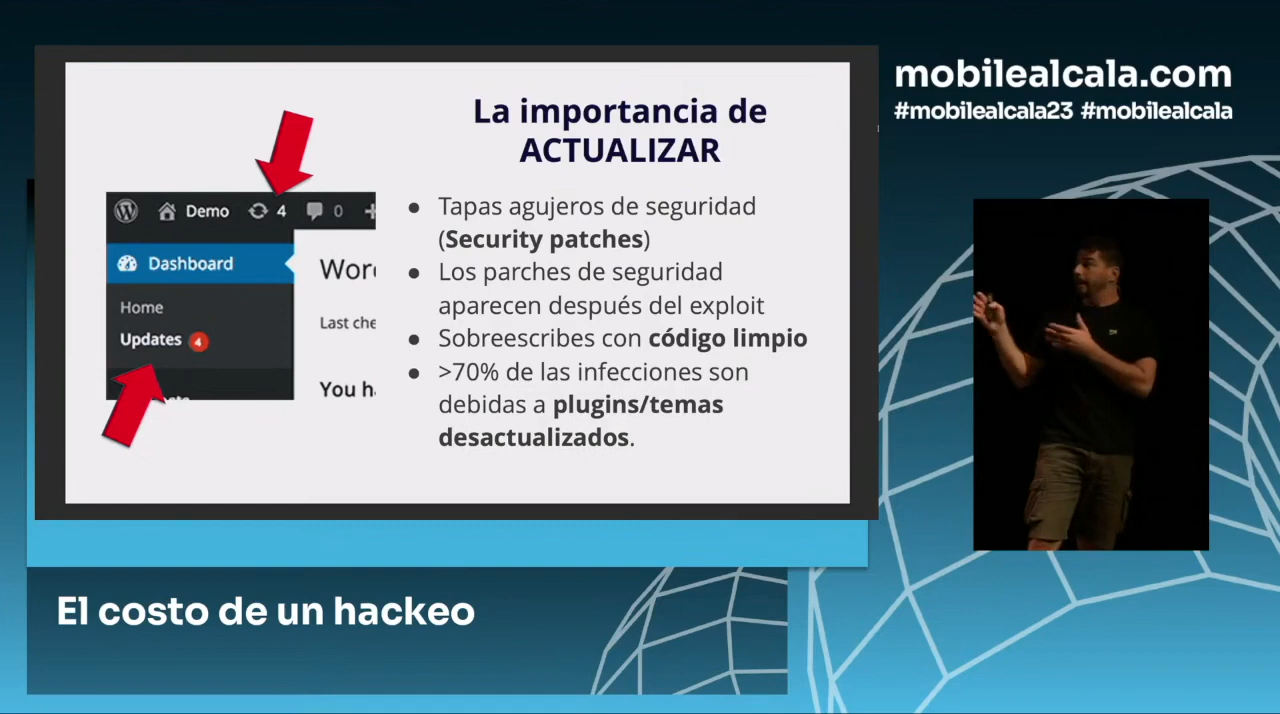 La importancia de
ACTUALIZAR
Demo
4
0
Dashboard
Home
Updates 4
Last che
● Tapas agujeros de seguridad
(Security patches)
● Los parches de seguridad
aparecen después del exploit
● Sobreescribes con código limpio
● >70% de las infecciones son
debidas a plugins/temas
desactualizados.
mobilealcala.com
#mobilealcala23 #mobilealcala
El costo de un hackeo